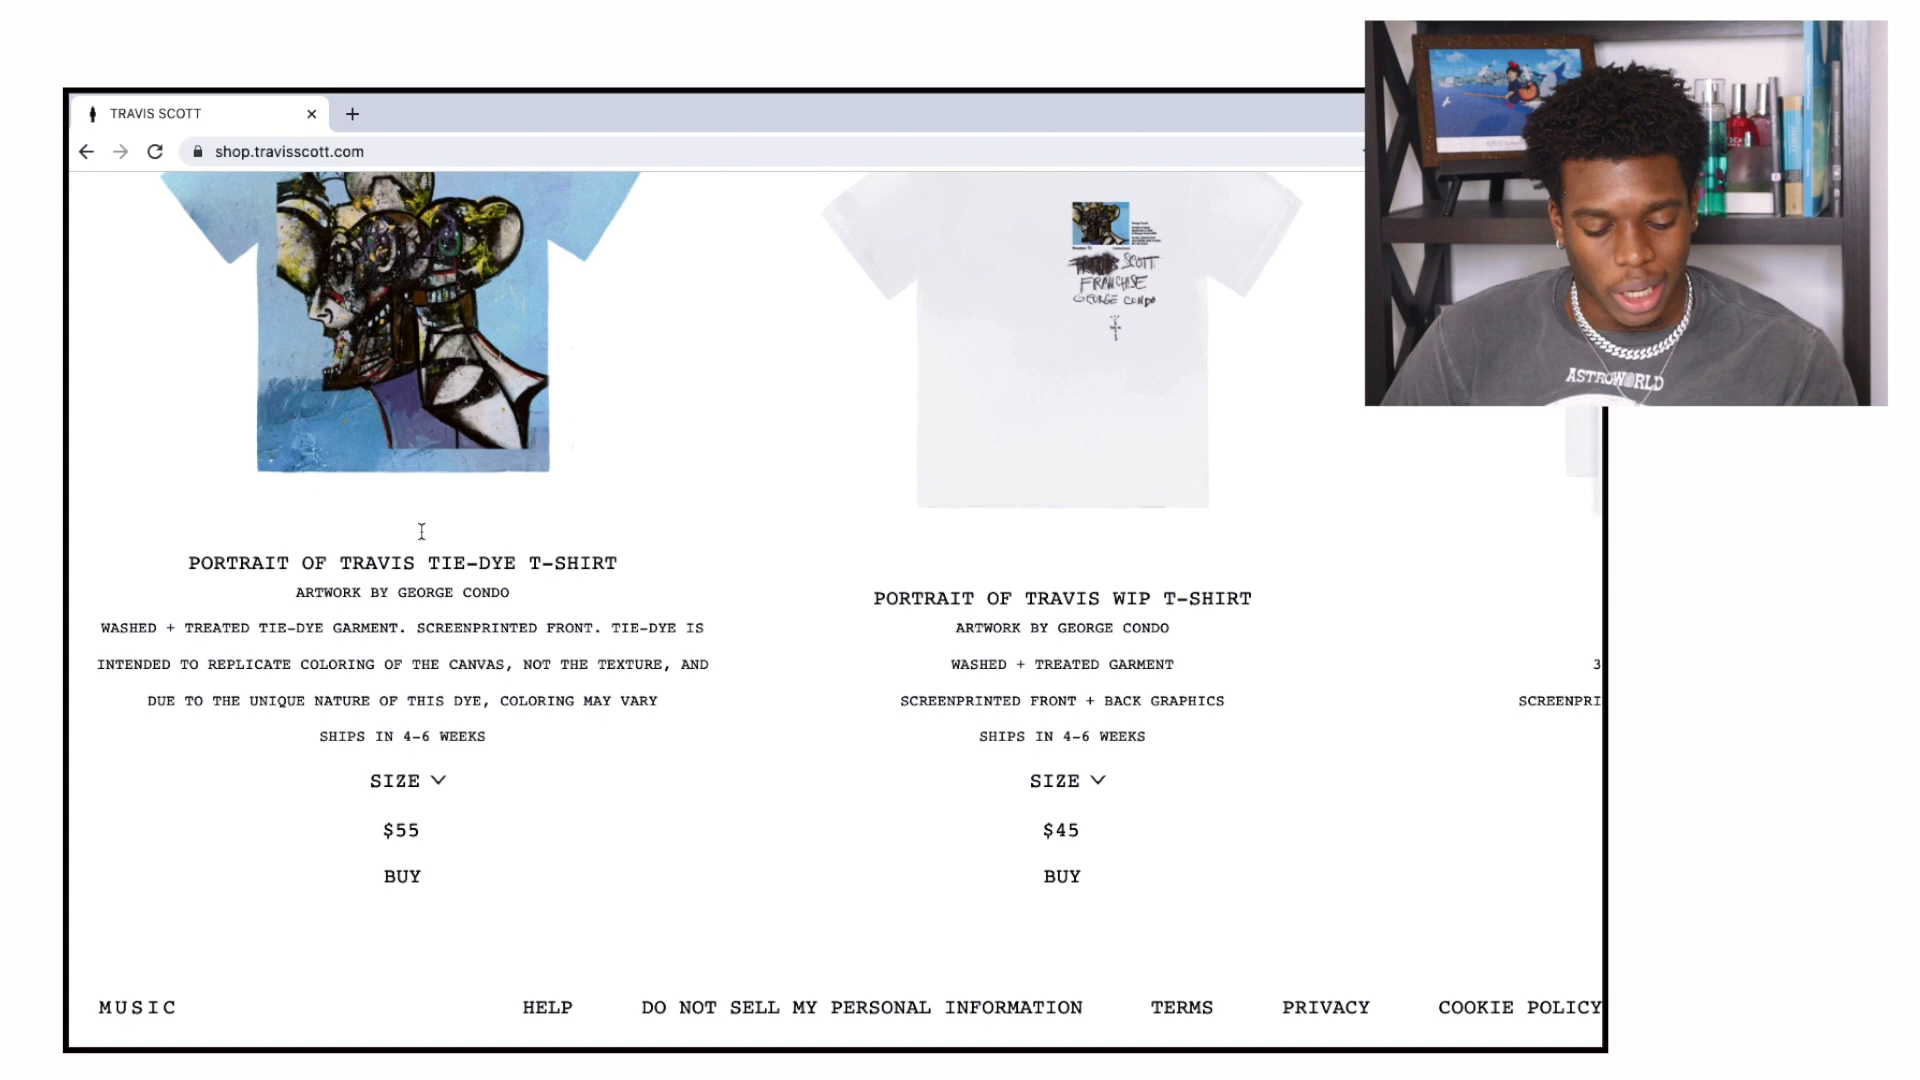 TRAVIS SCOTT
shop.travisscott.com
SCOTT
FRANCHISE
GEORGE CONDO
ASTROWORLD
PORTRAIT OF TRAVIS TIE-DYE T-SHIRT
ARTWORK BY GEORGE CONDO
WASHED + TREATED TIE-DYE GARMENT. SCREENPRINTED FRONT. TIE-DYE IS
INTENDED TO REPLICATE COLORING OF THE CANVAS, NOT THE TEXTURE, AND
DUE TO THE UNIQUE NATURE OF THIS DYE, COLORING MAY VARY
SHIPS IN 4-6 WEEKS
SIZE
$55
BUY
PORTRAIT OF TRAVIS WIP T-SHIRT
ARTWORK BY GEORGE CONDO
WASHED + TREATED GARMENT
SCREENPRINTED FRONT + BACK GRAPHICS
SHIPS IN 4-6 WEEKS
SIZE
$45
BUY
3
SCREENPRI
MUSIC HELP DO NOT SELL MY PERSONAL INFORMATION TERMS PRIVACY COOKIE POLICY